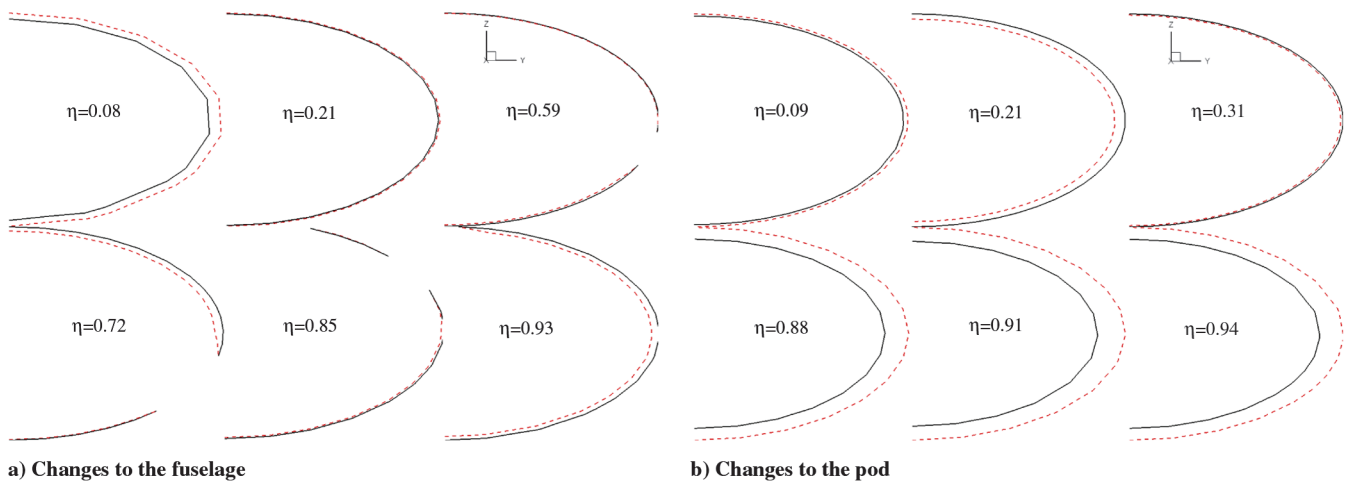 Z
X
Y
η=0.08
η=0.21
η=0.59
η=0.72
η=0.85
η=0.93
a) Changes to the fuselage
Z
X
Y
η=0.09
η=0.21
η=0.31
η=0.88
η=0.91
η=0.94
b) Changes to the pod